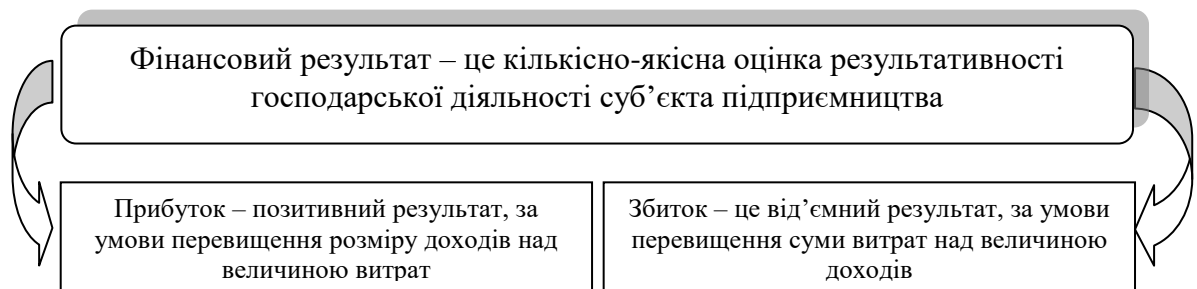 Фінансовий результат – це кількісно-якісна оцінка результативності
господарської діяльності суб’єкта підприємництва
Прибуток – позитивний результат, за
умови перевищення розміру доходів над
величиною витрат
Збиток – це від’ємний результат, за умови
перевищення суми витрат над величиною
доходів